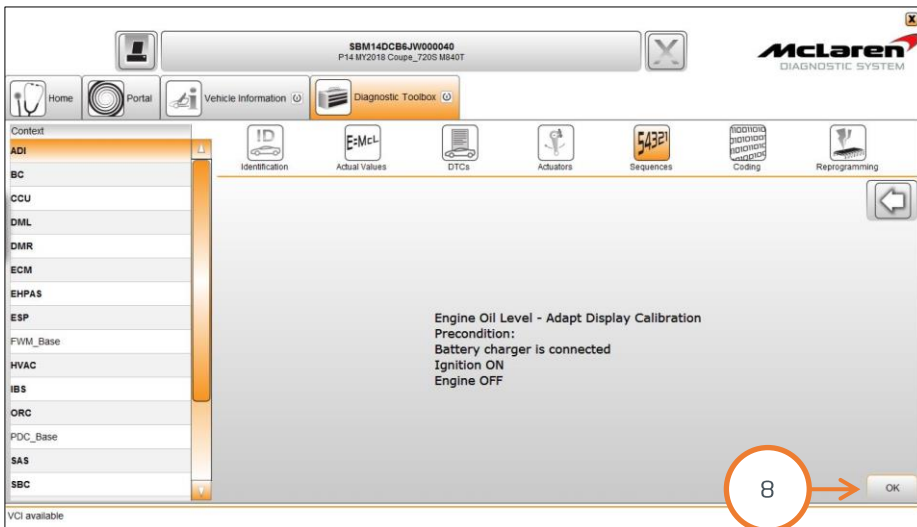 X
SBM14DCB6JW000040
P14 MY2018 Coupe_720S M840T
McLaren
DIAGNOSTIC SYSTEM
Home
Portal
Vehicle Information
Diagnostic Toolbox
Context
ADI
BC
CCU
DML
DMR
ECM
EHPAS
ESP
FWM_Base
HVAC
IBS
ORC
PDC_Base
SAS
SBC
ID
Identification
E=McL
Actual Values
DTCs
Actuators
54321
Sequences
Coding
Reprogramming
Engine Oil Level - Adapt Display Calibration
Precondition:
Battery charger is connected
Ignition ON
Engine OFF
8
OK
VCI available